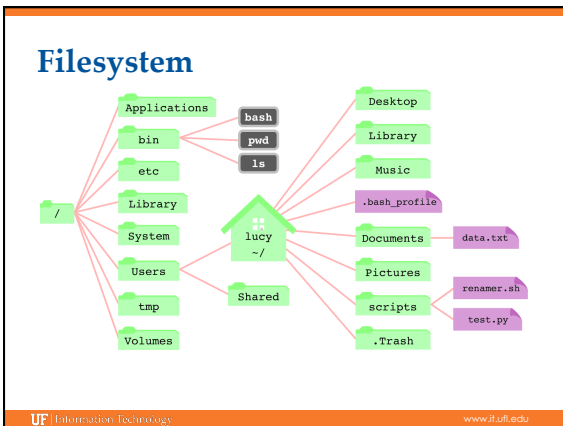 Filesystem
/
Applications
bin
etc
Library
System
Users
tmp
Volumes
bash
pwd
ls
lucy
~/
Shared
Desktop
Library
Music
.bash_profile
Documents
Pictures
scripts
.Trash
data.txt
renamer.sh
test.py
UF Information Technology
www.it.ufl.edu